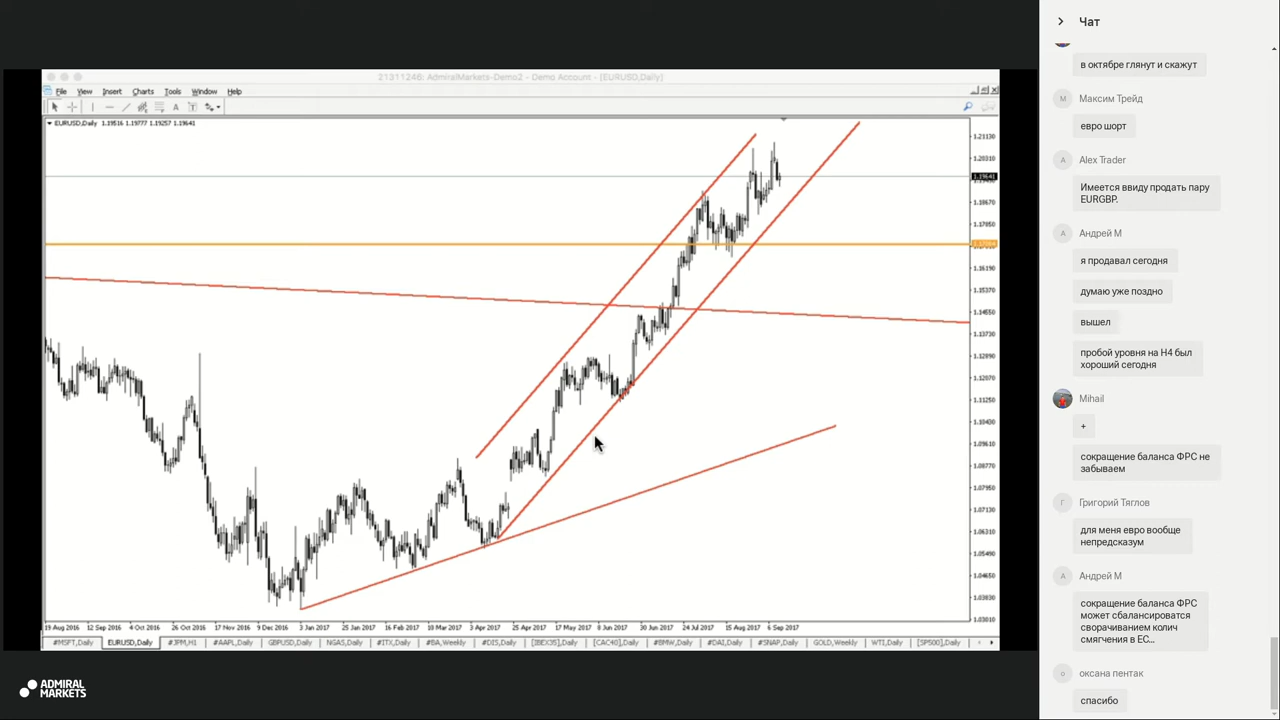 21311246: AdmiralMarkets-Demo2 - Demo Account - [EURUSD,Daily]
File View Insert Charts Tools Window Help
EURUSD,Daily 1.19516 1.19777 1.19257 1.19641
1.21130
1.20310
1.19641
1.18670
1.17850
1.16190
1.15370
1.14550
1.13730
1.12890
1.12070
1.11250
1.10430
1.09610
1.08770
1.07950
1.07130
1.06310
1.05490
1.04650
1.03830
1.03010
19 Aug 2016 12 Sep 2016 4 Oct 2016 26 Oct 2016 17 Nov 2016 9 Dec 2016 3 Jan 2017 25 Jan 2017 16 Feb 2017 10 Mar 2017 3 Apr 2017 25 Apr 2017 17 May 2017 8 Jun 2017 30 Jun 2017 24 Jul 2017 15 Aug 2017 6 Sep 2017
#MSFT,Daily EURUSD,Daily #JPM,H1 #AAPL,Daily GBPUSD,Daily NGAS,Daily #ITX,Daily #BA,Weekly #DIS,Daily [IBEX35],Daily [CAC40],Daily #BMW,Daily #DAI,Daily #SNAP,Daily GOLD,Weekly WTI,Daily [SP500],Daily
ADMIRAL
MARKETS
Чат
в октябре глянут и скажут
М Максим Трейд
евро шорт
A Alex Trader
Имеется ввиду продать пару
EURGBP.
А Андрей М
я продавал сегодня
думаю уже поздно
вышел
пробой уровня на H4 был
хороший сегодня
Mihail
+
сокращение баланса ФРС не
забываем
Г Григорий Тяглов
для меня евро вообще
непредсказум
А Андрей М
сокращение баланса ФРС
может сбалансироватся
сворачиванием колич
смягчения в ЕС...
о оксана пентак
спасибо